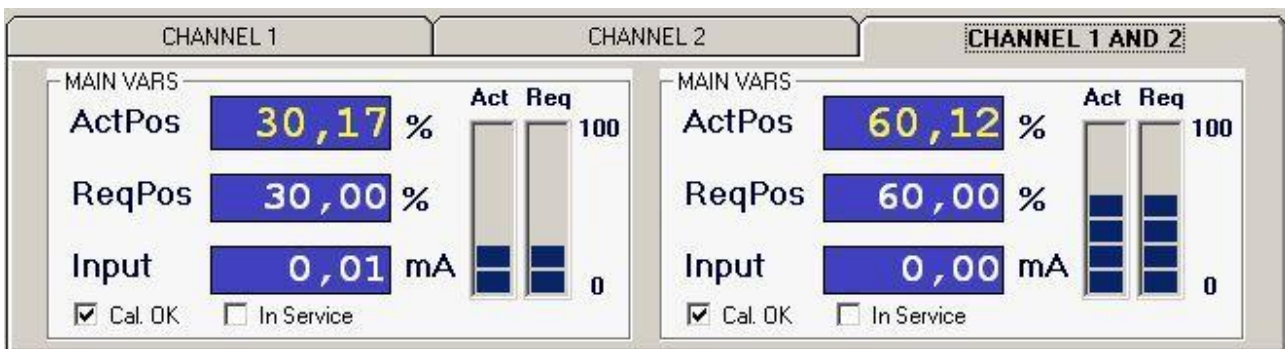 CHANNEL 1
CHANNEL 2
CHANNEL 1 AND 2
MAIN VARS
ActPos 30,17 %
ReqPos 30,00 %
Input 0,01 mA
Cal. OK In Service
Act Req
100
0
MAIN VARS
ActPos 60,12 %
ReqPos 60,00 %
Input 0,00 mA
Cal. OK In Service
Act Req
100
0